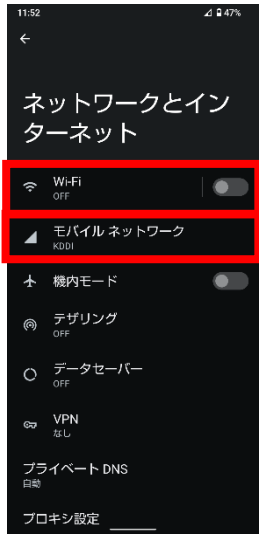 11:52
47%
ネットワークとイン
ターネット
Wi-Fi
OFF
モバイル ネットワーク
KDDI
機内モード
テザリング
OFF
データセーバー
OFF
VPN
なし
プライベート DNS
自動
プロキシ設定